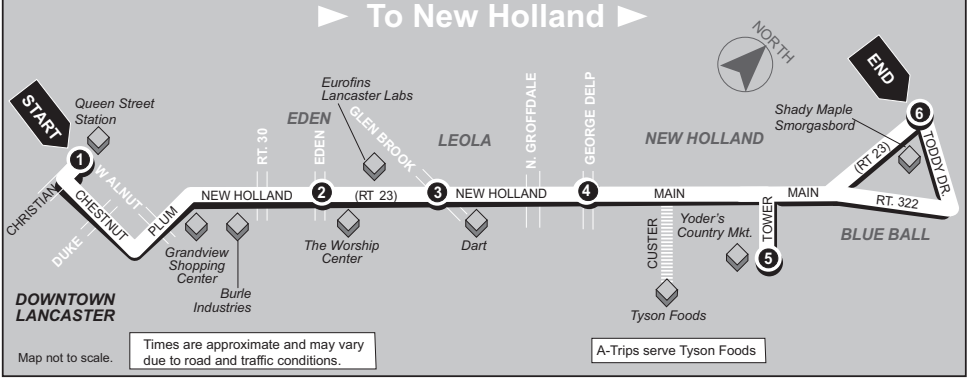 To New Holland
NORTH
START
Queen Street
Station
1
CHRISTIAN
W ALNUT
CHESTNUT
DUKE
PLUM
DOWNTOWN
LANCASTER
Map not to scale.
NEW HOLLAND
Grandview
Shopping
Center
Burle
Industries
RT. 30
EDEN
EDEN
2
Eurofins
Lancaster Labs
(RT 23)
The Worship
Center
GLEN BROOK
3
LEOLA
NEW HOLLAND
Dart
N. GROFFDALE
GEORGE DELP
4
NEW HOLLAND
MAIN
CUSTER
Tyson Foods
Yoder's
Country Mkt.
TOWER
5
MAIN
(RT 23)
RT. 322
BLUE BALL
Shady Maple
Smorgasbord
END
6
TODDY DR.
Times are approximate and may vary
due to road and traffic conditions.
A-Trips serve Tyson Foods